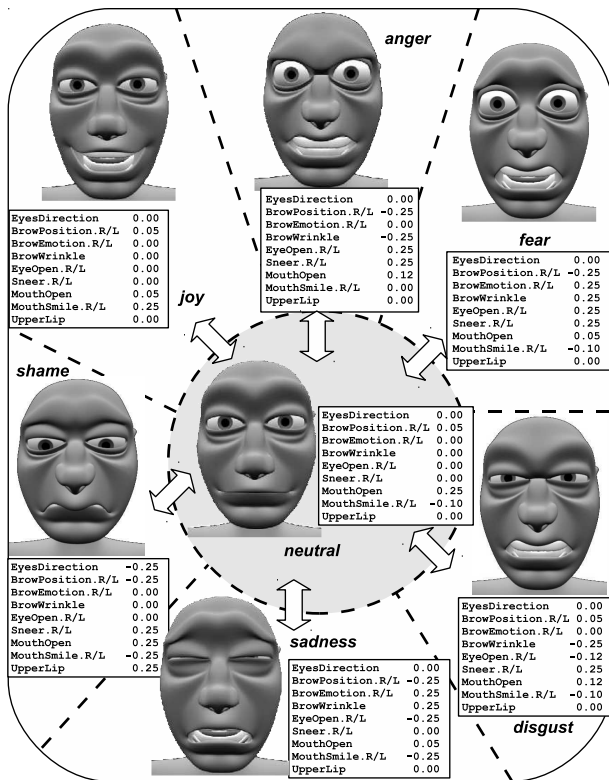 anger
EyesDirection 0.00
BrowPosition.R/L 0.05
BrowEmotion.R/L 0.00
BrowWrinkle 0.00
EyeOpen.R/L 0.00
Sneer.R/L 0.00
MouthOpen 0.05
MouthSmile.R/L 0.25
UpperLip 0.00
joy
EyesDirection 0.00
BrowPosition.R/L -0.25
BrowEmotion.R/L 0.00
BrowWrinkle -0.25
EyeOpen.R/L 0.25
Sneer.R/L 0.25
MouthOpen 0.12
MouthSmile.R/L 0.00
UpperLip 0.00
fear
EyesDirection 0.00
BrowPosition.R/L -0.25
BrowEmotion.R/L 0.25
BrowWrinkle 0.25
EyeOpen.R/L 0.25
Sneer.R/L 0.25
MouthOpen 0.05
MouthSmile.R/L -0.10
UpperLip 0.00
shame
EyesDirection 0.00
BrowPosition.R/L 0.05
BrowEmotion.R/L 0.00
BrowWrinkle 0.00
EyeOpen.R/L 0.00
Sneer.R/L 0.00
MouthOpen 0.25
MouthSmile.R/L -0.10
UpperLip 0.00
neutral
EyesDirection -0.25
BrowPosition.R/L -0.25
BrowEmotion.R/L 0.00
BrowWrinkle 0.00
EyeOpen.R/L 0.00
Sneer.R/L 0.25
MouthOpen 0.25
MouthSmile.R/L -0.25
UpperLip 0.25
sadness
EyesDirection 0.00
BrowPosition.R/L -0.25
BrowEmotion.R/L 0.25
BrowWrinkle 0.25
EyeOpen.R/L -0.25
Sneer.R/L 0.00
MouthOpen 0.05
MouthSmile.R/L -0.25
UpperLip 0.00
EyesDirection 0.00
BrowPosition.R/L 0.05
BrowEmotion.R/L 0.00
BrowWrinkle -0.25
EyeOpen.R/L -0.12
Sneer.R/L 0.25
MouthOpen 0.12
MouthSmile.R/L -0.10
UpperLip 0.00
disgust